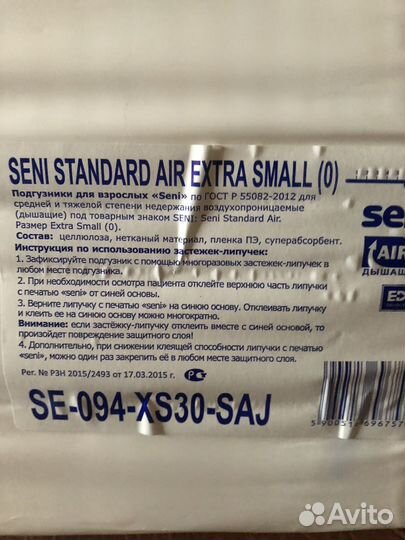 SENI STANDARD AIR EXTRA SMALL (0)
Подгузники для взрослых «Seni» по ГОСТ Р 55082-2012 для
средней и тяжелой степени недержания воздухопроницаемые
(дышащие) под товарным знаком SENI: Seni Standard Air.
Размер Extra Small (0).
Состав: целлюлоза, нетканый материал, пленка ПЭ, суперабсорбент.
Инструкция по использованию застежек-липучек:
1. Зафиксируйте подгузник с помощью многоразовых застежек-липучек в
любом месте подгузника.
2. При необходимости осмотра пациента отклейте верхнюю часть липучки
с печатью «seni» от синей основы.
3. Верните липучку с печатью «seni» на синюю основу. Отклеивать липучку
и клеить ее на синюю основу можно многократно.
Внимание: если застёжку-липучку отклеить вместе с синей основой, то
произойдет повреждение защитного слоя!
4. Дополнительно, при снижении клеящей способности липучки с печатью
«seni», можно один раз закрепить её в любом месте защитного слоя.
Рег. № РЗН 2015/2493 от 17.03.2015 г.
SE-094-XS30-SAJ
se
AIR
ДЫШАЩ
Avito